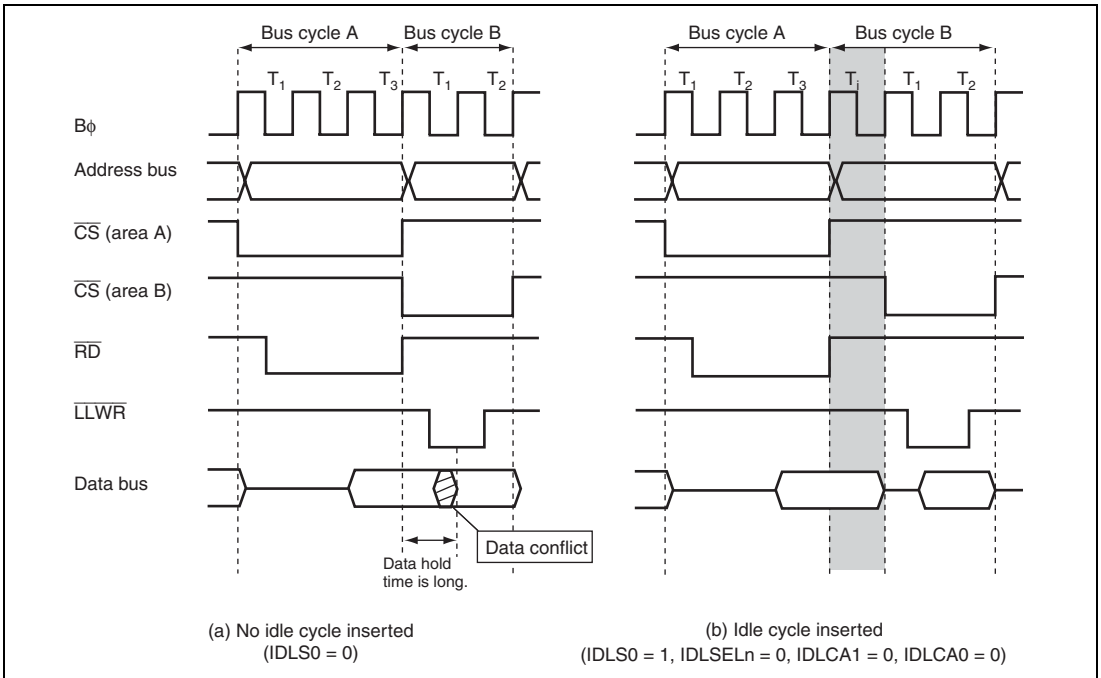 Bus cycle A Bus cycle B Bus cycle A Bus cycle B
T1 T2 T3 T1 T2 T1 T2 T3 Ti T1 T2
Bϕ
Address bus
CS (area A)
CS (area B)
RD
LLWR
Data bus
Data conflict
Data hold
time is long.
(a) No idle cycle inserted
(IDLS0 = 0)
(b) Idle cycle inserted
(IDLS0 = 1, IDLSELn = 0, IDLCA1 = 0, IDLCA0 = 0)